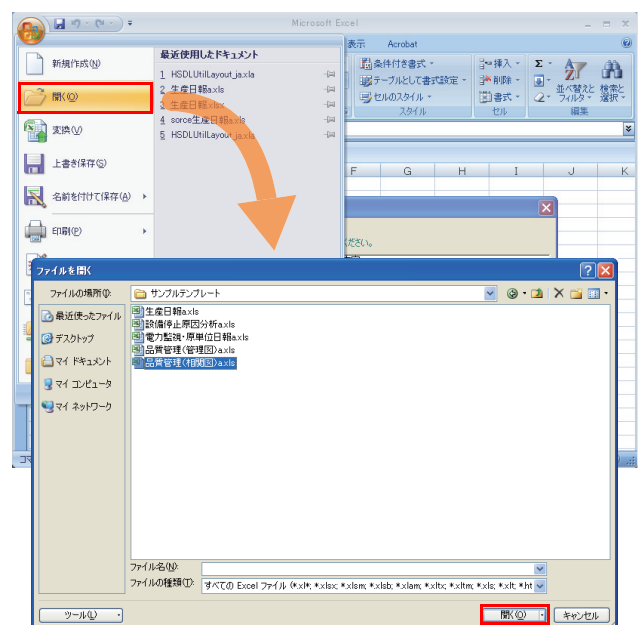 Microsoft Excel
表示 Acrobat
新規作成(N)
開く(O)
変換(V)
上書き保存(S)
名前を付けて保存(A)
印刷(P)
最近使用したドキュメント
1 HSDLUtilLayout_ja.xla
2 生産日報a.xls
3 生産日報.xlsx
4 sorce生産日報a.xls
5 HSDLUtilLayout_ja.xla
条件付き書式
テーブルとして書式設定
セルのスタイル
スタイル
挿入
削除
書式
セル
Σ
並べ替えと
フィルタ
検索と
選択
編集
F G H I J K
ください。
ファイルを開く
ファイルの場所(I):
サンプルテンプレート
最近使ったファイル
デスクトップ
マイ ドキュメント
マイ コンピュータ
マイ ネットワーク
生産日報a.xls
設備停止原因分析a.xls
電力監視・原単位日報a.xls
品質管理(管理図)a.xls
品質管理(相関図)a.xls
ファイル名(N):
ファイルの種類(T):
すべての Excel ファイル (*.xl*; *.xlsx; *.xlsm; *.xlsb; *.xlam; *.xltx; *.xltm; *.xls; *.xlt; *.ht
ツール(L)
開く(O)
キャンセル